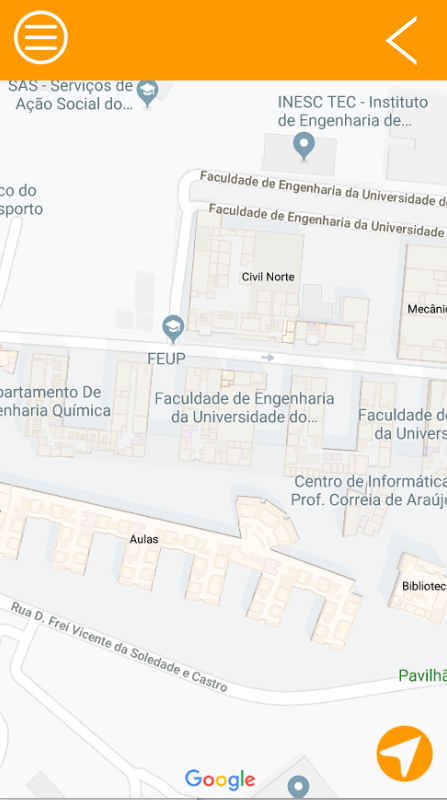 SAS - Serviços de
Ação Social do...
INESC TEC - Instituto
de Engenharia de...
co do
sporto
Faculdade de Engenharia da Universidade do
Faculdade de Engenharia da Universidade
Civil Norte
Mecâni
FEUP
partamento De
enharia Química
Faculdade de Engenharia
da Universidade do...
Faculdade d
da Univers
Centro de Informática
Prof. Correia de Araújo
Aulas
Bibliotec
Rua D. Frei Vicente da Soledade e Castro
Pavilhã
Google